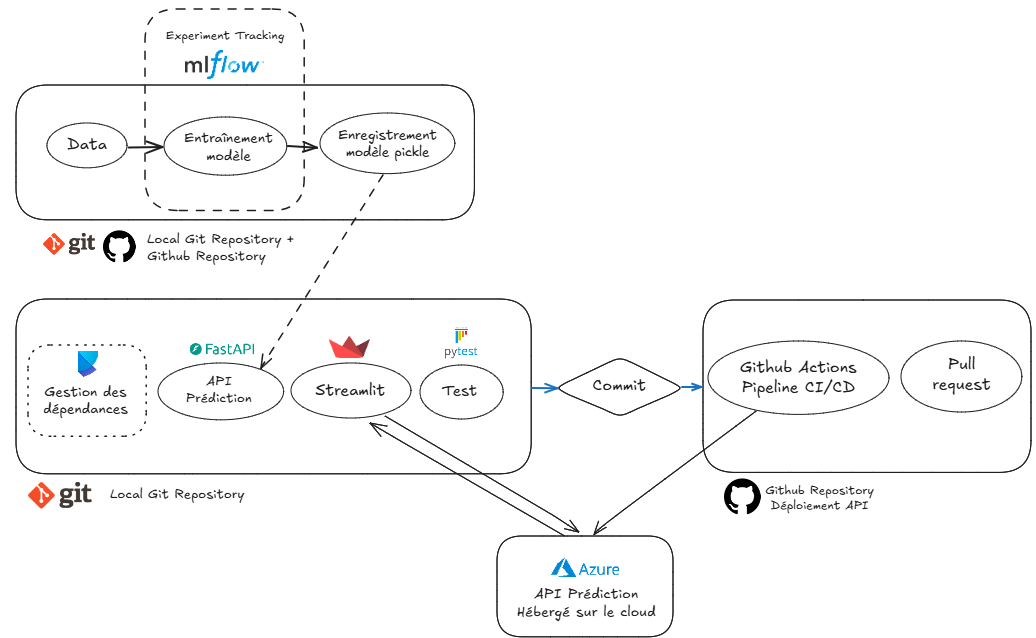 Experiment Tracking
mlflow
Data
Entraînement
modèle
Enregistrement
modèle pickle
git
Local Git Repository +
Github Repository
Gestion des
dépendances
FastAPI
API
Prédiction
Streamlit
pytest
Test
Commit
Github Actions
Pipeline CI/CD
Pull
request
git
Local Git Repository
Github Repository
Déploiement API
Azure
API Prédiction
Hébergé sur le cloud